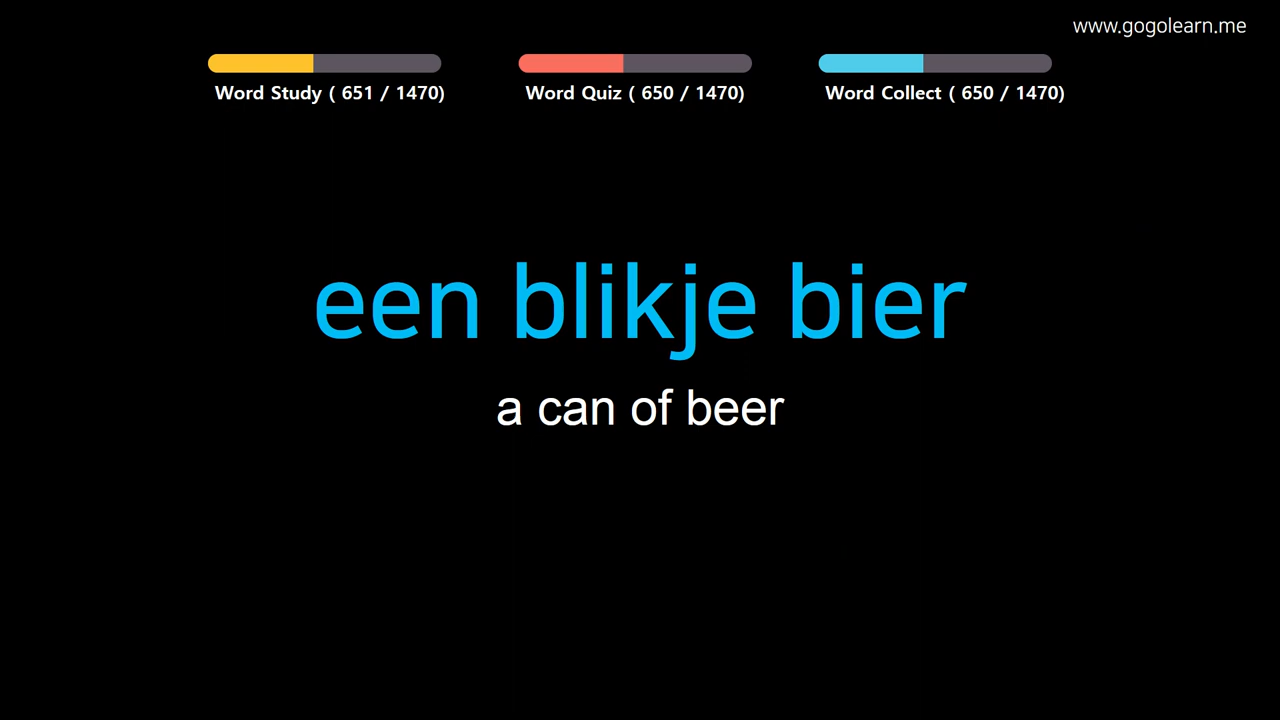 www.gogolearn.me
Word Study ( 651 / 1470)
Word Quiz ( 650 / 1470)
Word Collect ( 650 / 1470)
een blikje bier
a can of beer